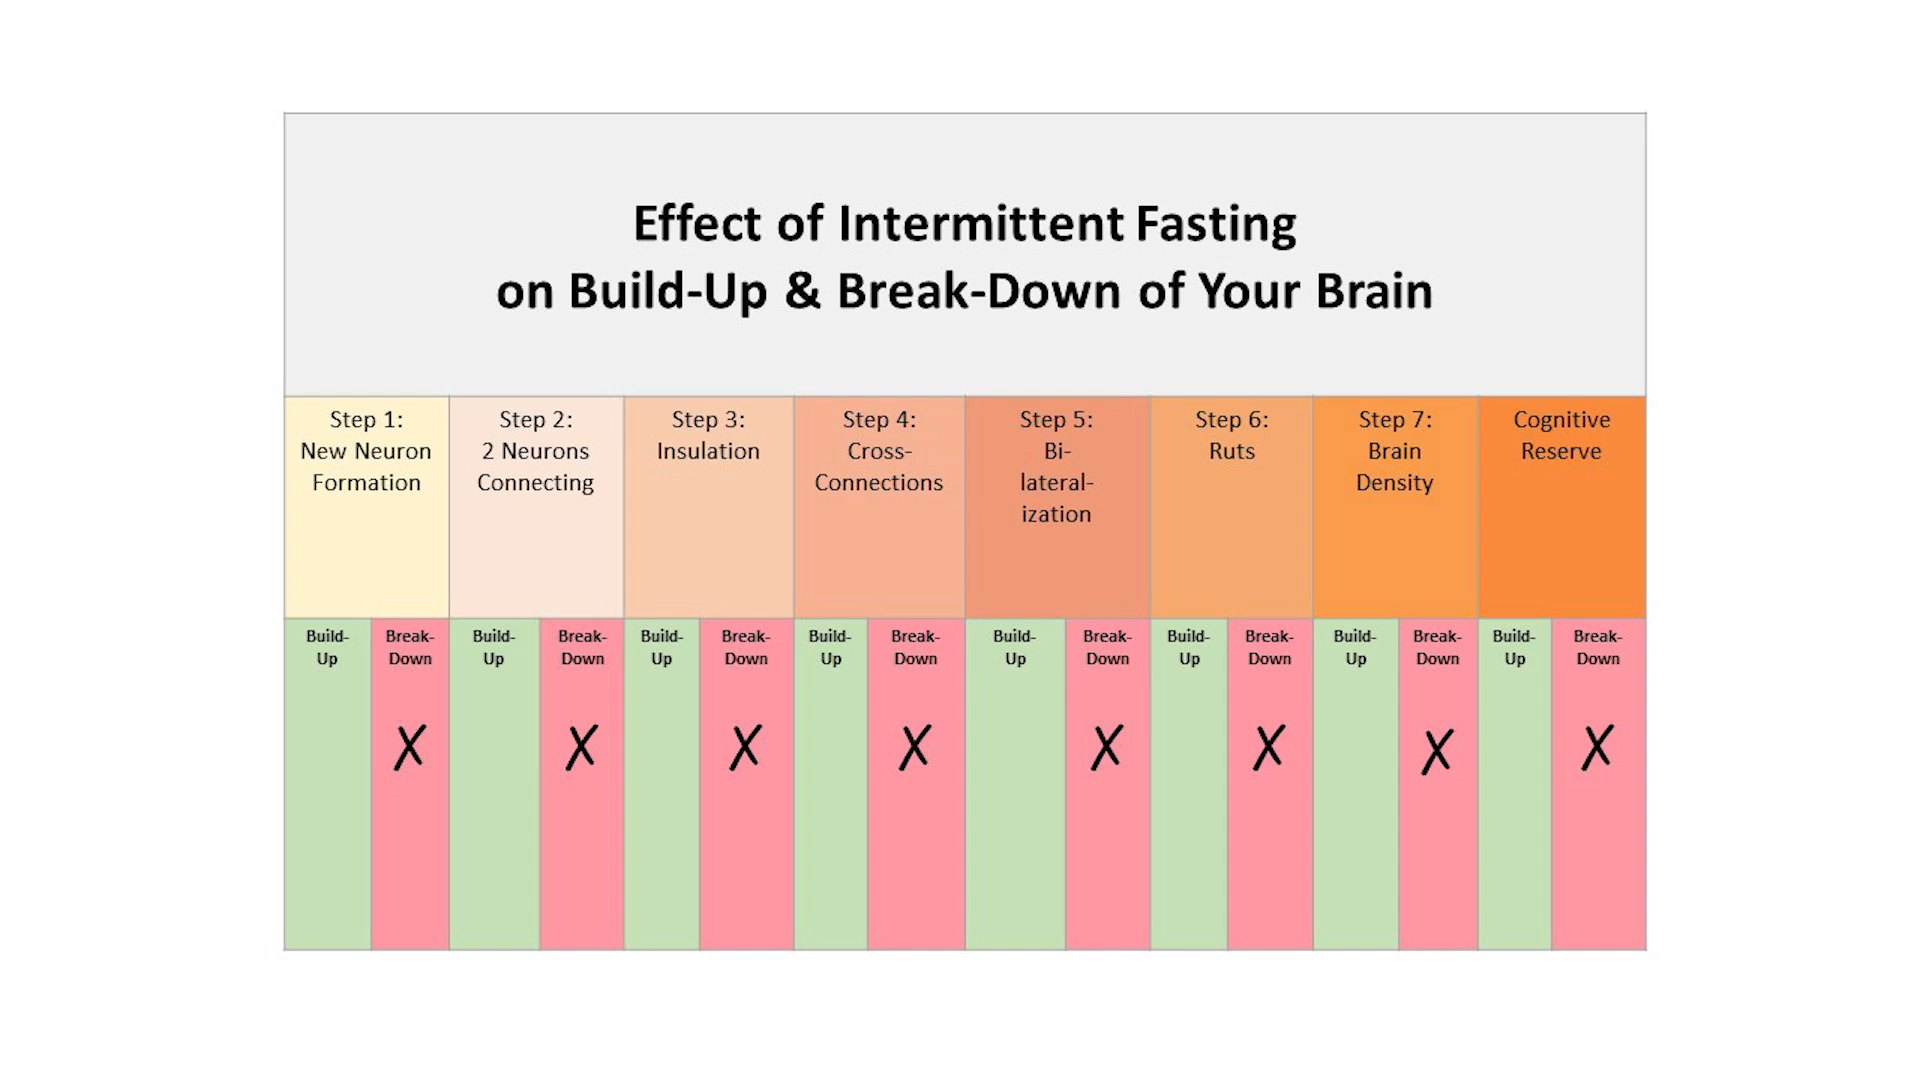 Effect of Intermittent Fasting
on Build-Up & Break-Down of Your Brain
Step 1:
New Neuron
Formation
Step 2:
2 Neurons
Connecting
Step 3:
Insulation
Step 4:
Cross-
Connections
Step 5:
Bi-
lateral-
ization
Step 6:
Ruts
Step 7:
Brain
Density
Cognitive
Reserve
Build-
Up
Break-
Down
Build-
Up
Break-
Down
Build-
Up
Break-
Down
Build-
Up
Break-
Down
Build-
Up
Break-
Down
Build-
Up
Break-
Down
Build-
Up
Break-
Down
Build-
Up
Break-
Down
✗ ✗ ✗ ✗ ✗ ✗ ✗ ✗